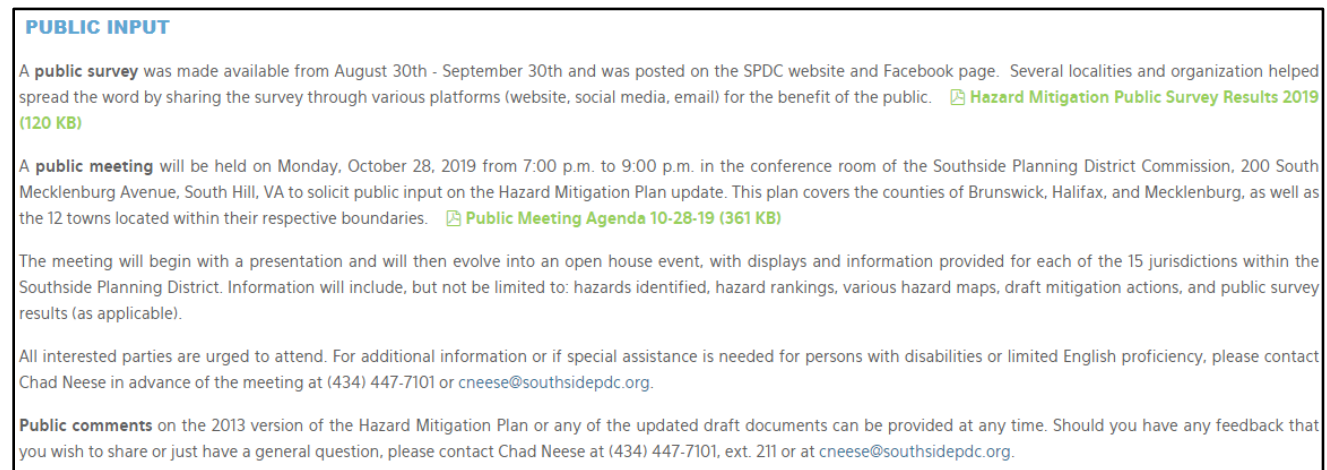 PUBLIC INPUT
A public survey was made available from August 30th - September 30th and was posted on the SPDC website and Facebook page. Several localities and organization helped
spread the word by sharing the survey through various platforms (website, social media, email) for the benefit of the public. Hazard Mitigation Public Survey Results 2019
(120 KB)
A public meeting will be held on Monday, October 28, 2019 from 7:00 p.m. to 9:00 p.m. in the conference room of the Southside Planning District Commission, 200 South
Mecklenburg Avenue, South Hill, VA to solicit public input on the Hazard Mitigation Plan update. This plan covers the counties of Brunswick, Halifax, and Mecklenburg, as well as
the 12 towns located within their respective boundaries. Public Meeting Agenda 10-28-19 (361 KB)
The meeting will begin with a presentation and will then evolve into an open house event, with displays and information provided for each of the 15 jurisdictions within the
Southside Planning District. Information will include, but not be limited to: hazards identified, hazard rankings, various hazard maps, draft mitigation actions, and public survey
results (as applicable).
All interested parties are urged to attend. For additional information or if special assistance is needed for persons with disabilities or limited English proficiency, please contact
Chad Neese in advance of the meeting at (434) 447-7101 or cneese@southsidepdc.org.
Public comments on the 2013 version of the Hazard Mitigation Plan or any of the updated draft documents can be provided at any time. Should you have any feedback that
you wish to share or just have a general question, please contact Chad Neese at (434) 447-7101, ext. 211 or at cneese@southsidepdc.org.